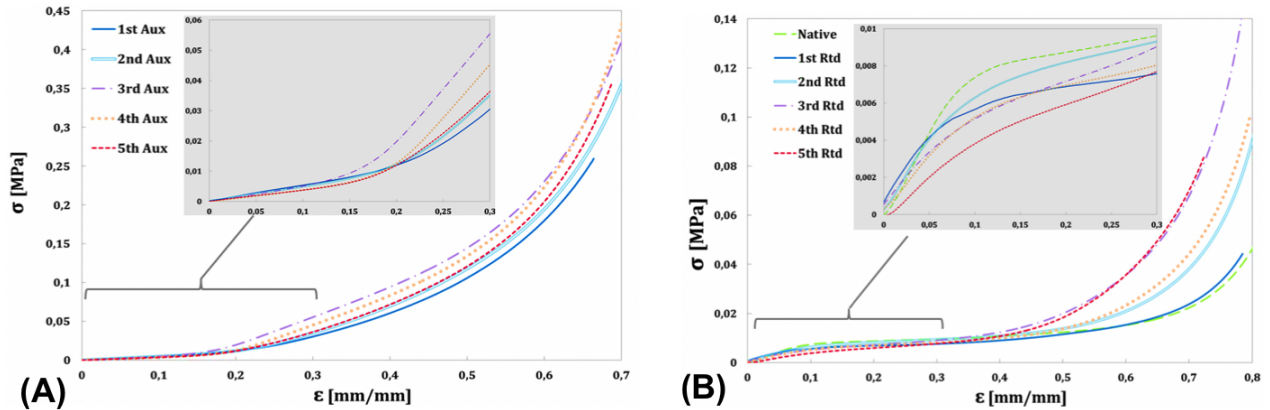 0,45
0,4
0,35
0,3
0,25
0,2
0,15
0,1
0,05
0
σ [MPa]
1st Aux
2nd Aux
3rd Aux
4th Aux
5th Aux
0,06
0,05
0,04
0,03
0,02
0,01
0
0 0,05 0,1 0,15 0,2 0,25 0,3
0 0,1 0,2 0,3 0,4 0,5 0,6 0,7
ε [mm/mm]
(A)
0,14
0,12
0,1
0,08
0,06
0,04
0,02
0
σ [MPa]
Native
1st Rtd
2nd Rtd
3rd Rtd
4th Rtd
5th Rtd
0,01
0,008
0,006
0,004
0,002
0
0 0,05 0,1 0,15 0,2 0,25 0,3
0 0,1 0,2 0,3 0,4 0,5 0,6 0,7 0,8
ε [mm/mm]
(B)